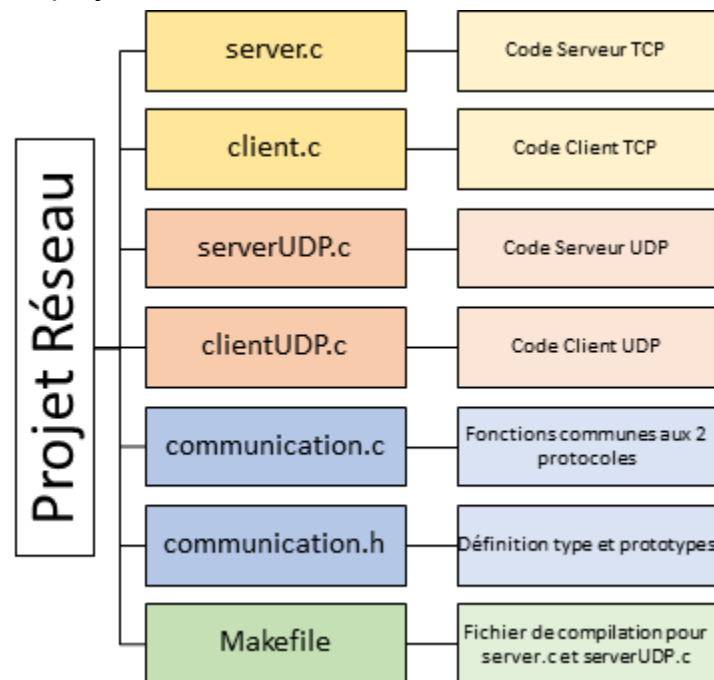 Projet Réseau
server.c
Code Serveur TCP
client.c
Code Client TCP
serverUDP.c
Code Serveur UDP
clientUDP.c
Code Client UDP
communication.c
Fonctions communes aux 2
protocoles
communication.h
Définition type et prototypes
Makefile
Fichier de compilation pour
server.c et serverUDP.c